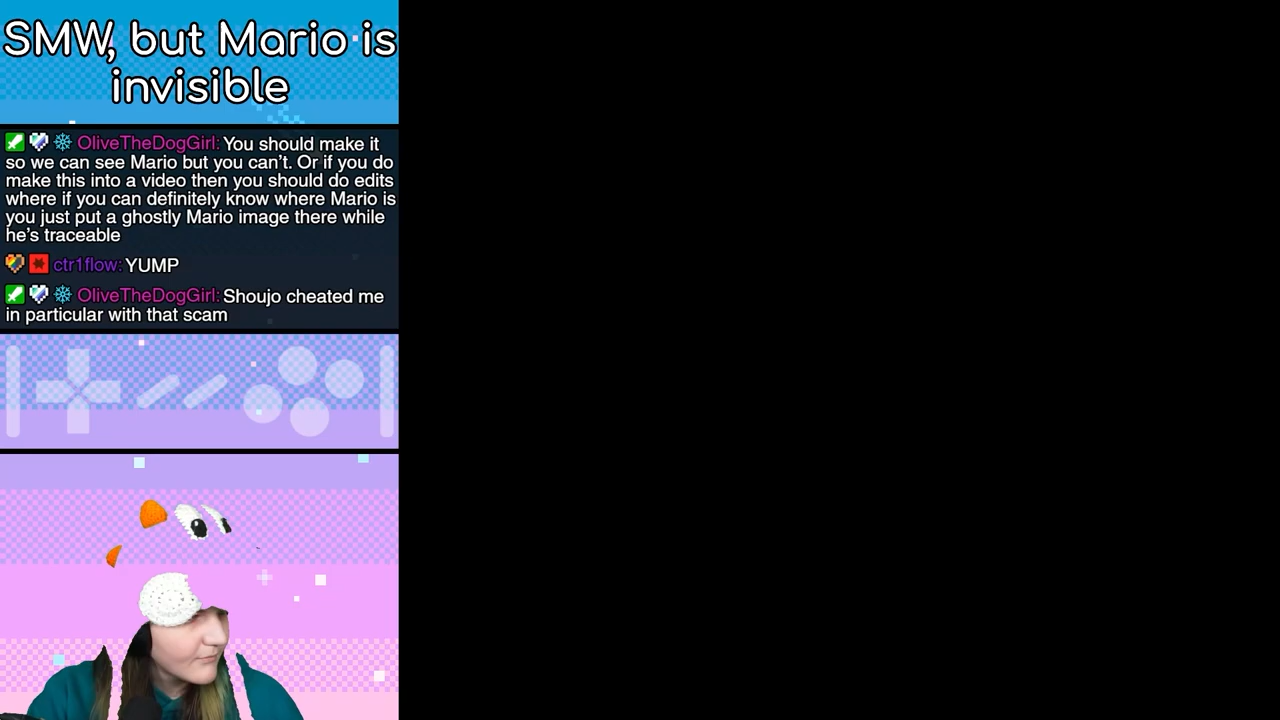 SMW, but Mario is
invisible
OliveTheDogGirl: You should make it
so we can see Mario but you can't. Or if you do
make this into a video then you should do edits
where if you can definitely know where Mario is
you just put a ghostly Mario image there while
he's traceable
ctr1flow: YUMP
OliveTheDogGirl: Shoujo cheated me
in particular with that scam